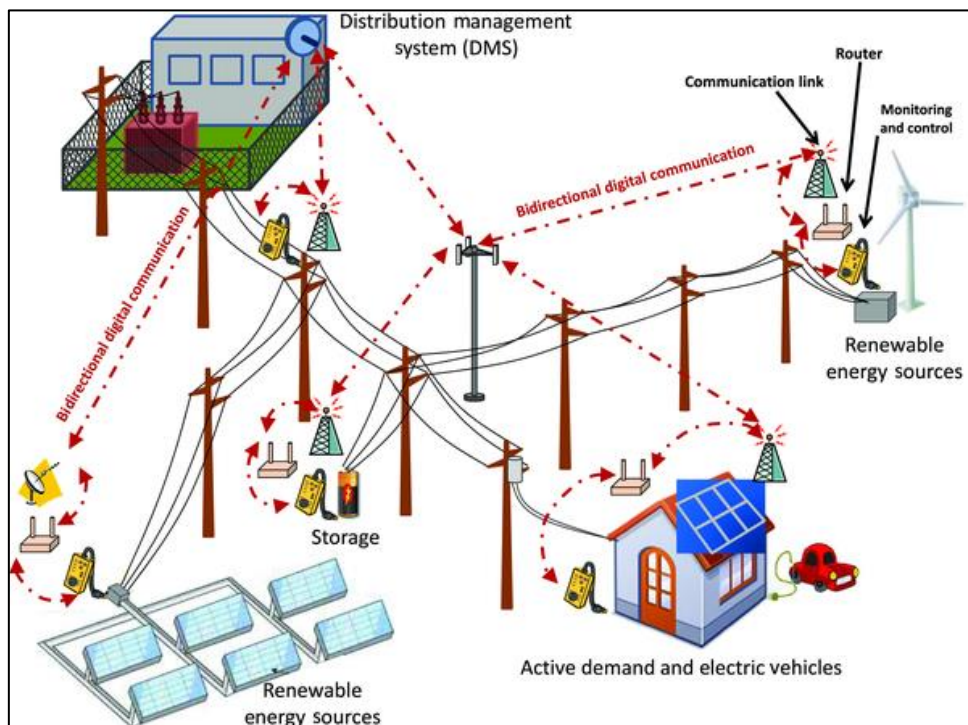 Distribution management
system (DMS)
Router
Communication link
Monitoring
and control
Bidirectional digital communication
Bidirectional digital communication
Renewable
energy sources
Storage
Active demand and electric vehicles
Renewable
energy sources